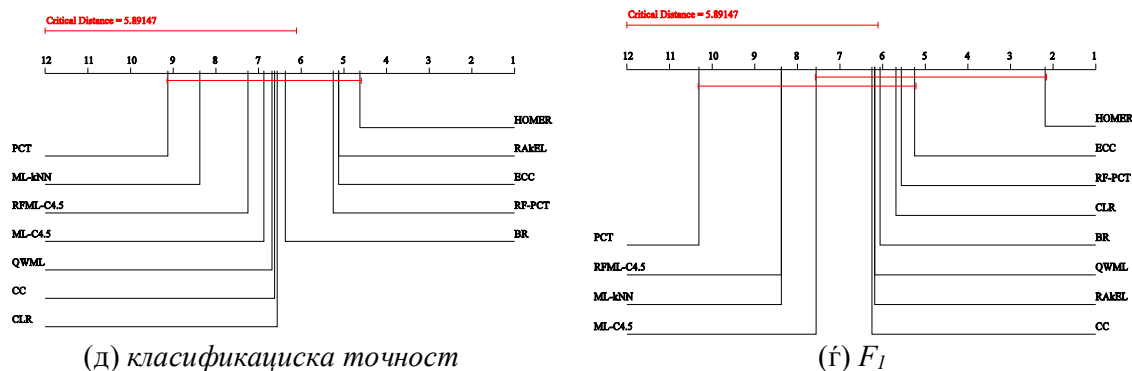 Critical Distance = 5.89147
12 11 10 9 8 7 6 5 4 3 2 1
HOMER
PCT
RAkEL
ML-kNN
ECC
RFML-C4.5
RF-PCT
ML-C4.5
BR
QWML
CC
CLR
(д) класификациска точност
Critical Distance = 5.89147
12 11 10 9 8 7 6 5 4 3 2 1
HOMER
ECC
RF-PCT
CLR
PCT
BR
RFML-C4.5
QWML
ML-kNN
RAkEL
ML-C4.5
CC
(ѓ) F1